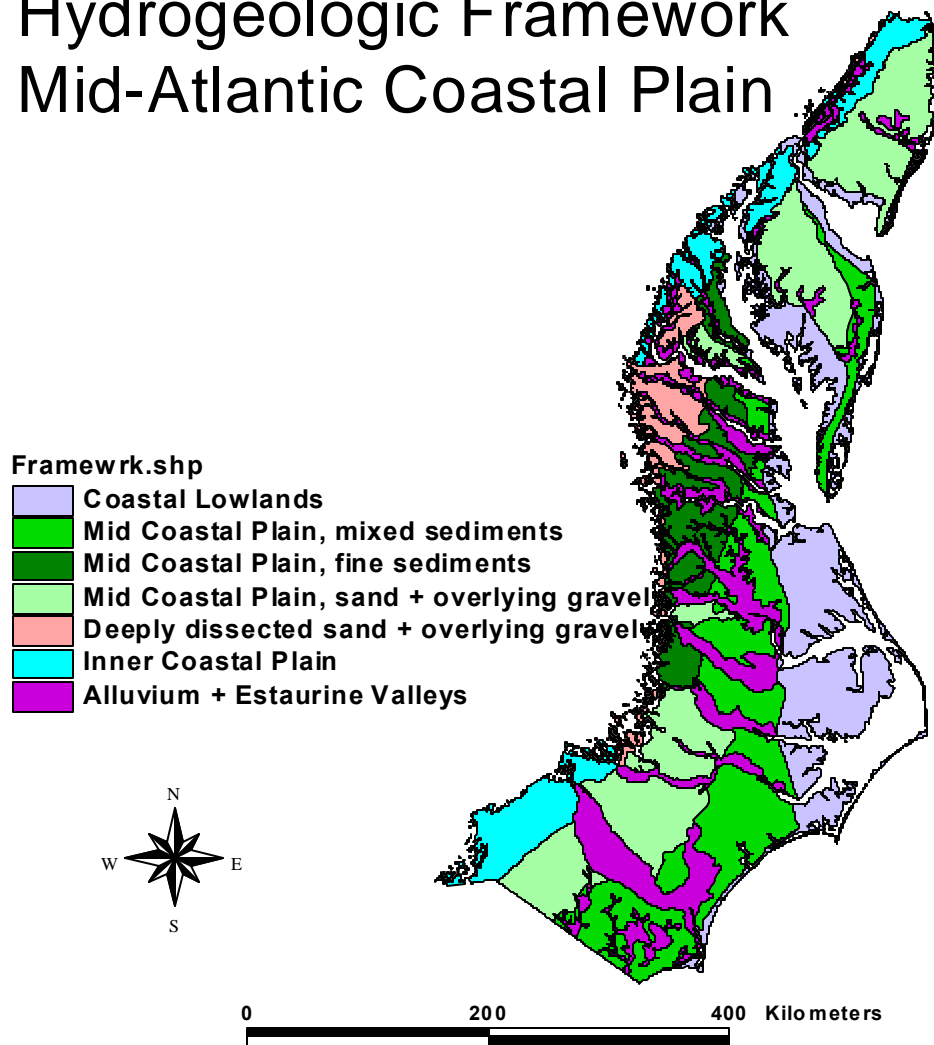 Hydrogeologic Framework
Mid-Atlantic Coastal Plain
Framewrk.shp
Coastal Lowlands
Mid Coastal Plain, mixed sediments
Mid Coastal Plain, fine sediments
Mid Coastal Plain, sand + overlying gravel
Deeply dissected sand + overlying gravel
Inner Coastal Plain
Alluvium + Estaurine Valleys
N
W
E
S
0 200 400 Kilometers